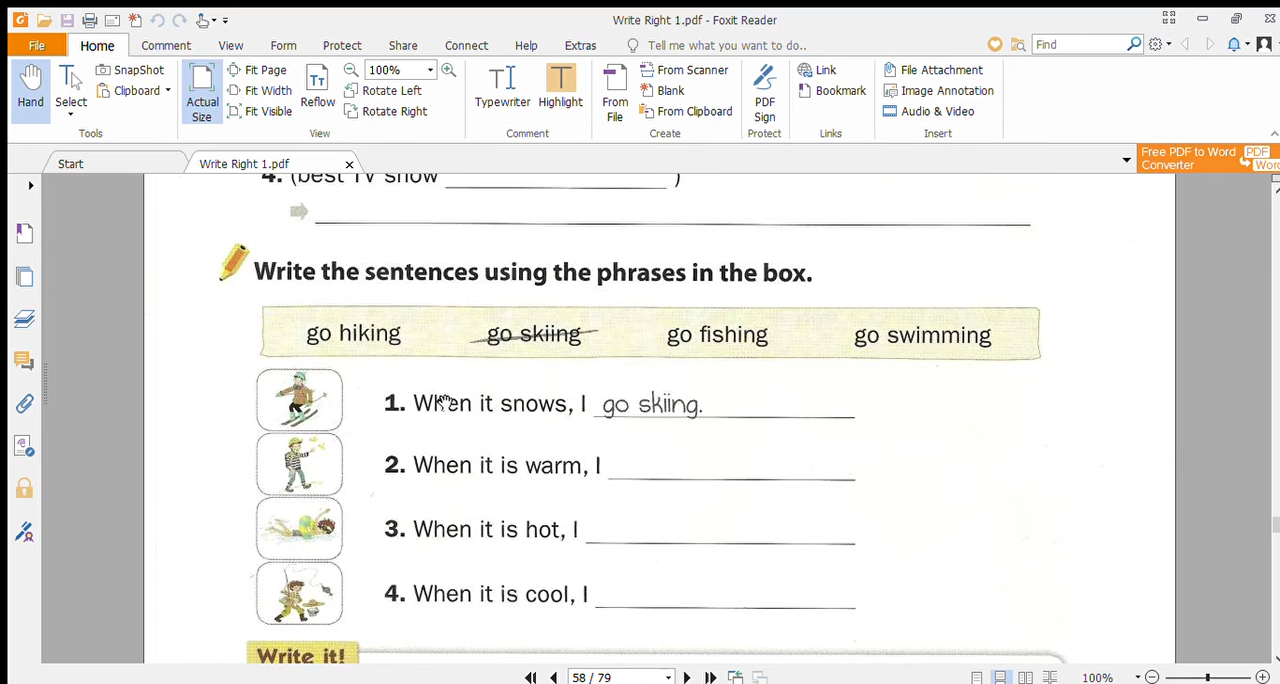 Write Right 1.pdf - Foxit Reader
File Home Comment View Form Protect Share Connect Help Extras Tell me what you want to do.. Find
Hand
Select
SnapShot
Clipboard
Tools
Actual Size
Fit Page
Fit Width
Fit Visible
Reflow
100%
Rotate Left
Rotate Right
View
Typewriter
Highlight
Comment
From File
From Scanner
Blank
From Clipboard
Create
PDF Sign
Protect
Link
Bookmark
Links
File Attachment
Image Annotation
Audio & Video
Insert
Start
Write Right 1.pdf
Free PDF to Word Converter
PDF
4. (best TV show )
Write the sentences using the phrases in the box.
go hiking go skiing go fishing go swimming
1. When it snows, I go skiing.
2. When it is warm, I
3. When it is hot, I
4. When it is cool, I
Write it!
58 / 79
100%